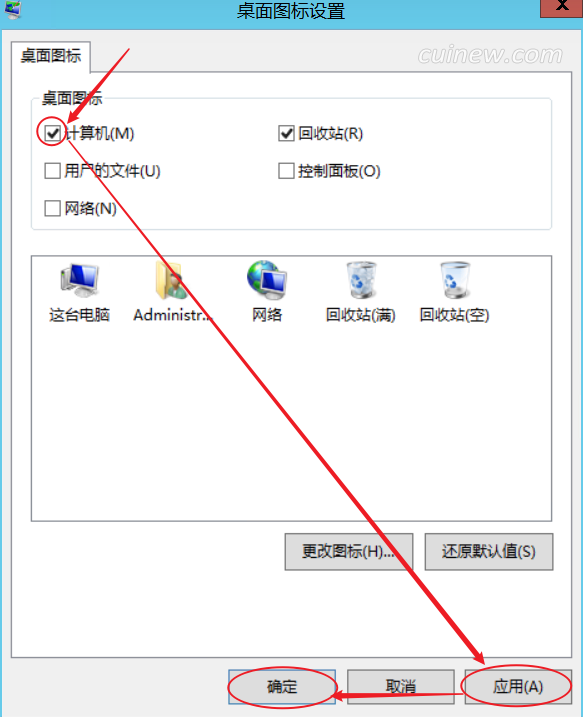 桌面图标设置
X
桌面图标
cuinew.com
桌面图标
计算机(M)
回收站(R)
用户的文件(U)
控制面板(O)
网络(N)
这台电脑
Administr...
网络
回收站(满)
回收站(空)
更改图标(H)...
还原默认值(S)
确定
取消
应用(A)